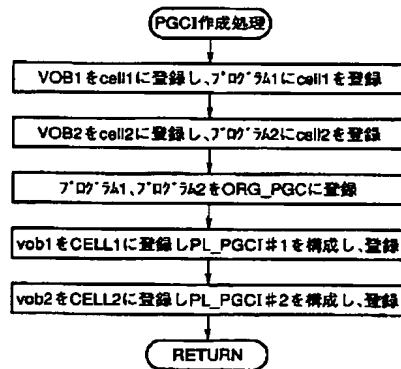 PGCI作成処理
VOB1をcell1に登録し、ﾌﾟﾛｸﾞﾗﾑ1にcell1を登録
VOB2をcell2に登録し、ﾌﾟﾛｸﾞﾗﾑ2にcell2を登録
ﾌﾟﾛｸﾞﾗﾑ1、ﾌﾟﾛｸﾞﾗﾑ2をORG_PGCに登録
vob1をCELL1に登録しPL_PGCI#1を構成し、登録
vob2をCELL2に登録しPL_PGCI#2を構成し、登録
RETURN